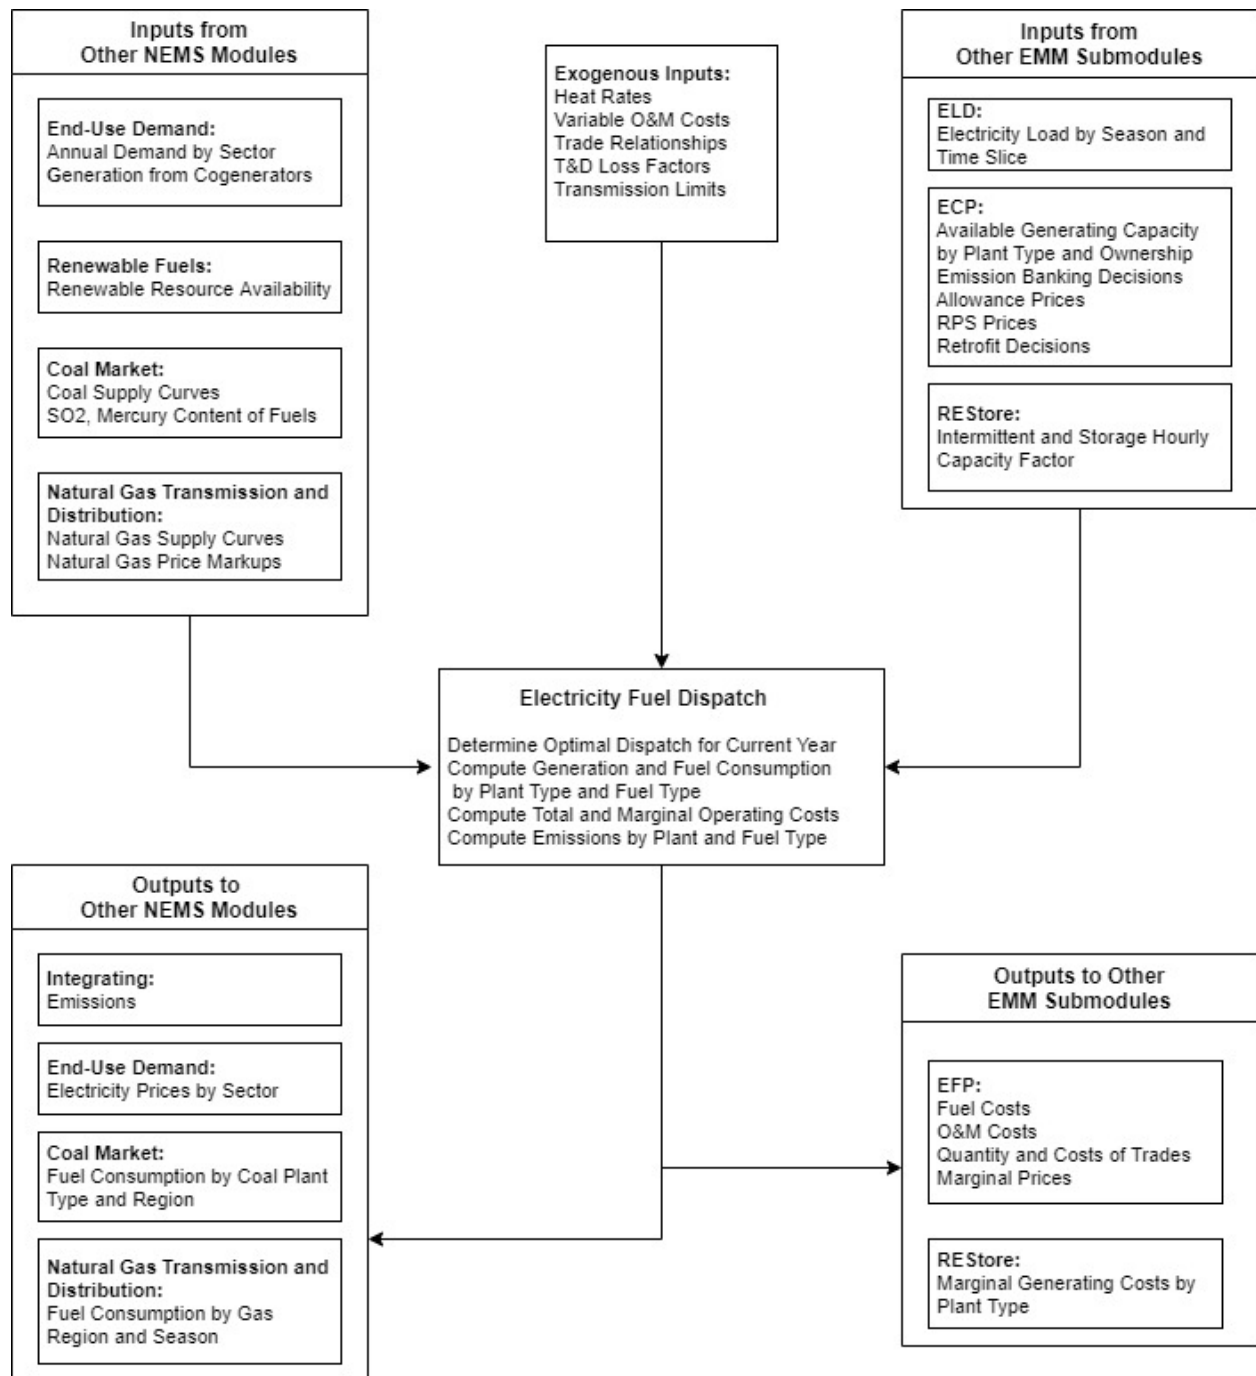 Inputs from
Other NEMS Modules
End-Use Demand:
Annual Demand by Sector
Generation from Cogenerators
Renewable Fuels:
Renewable Resource Availability
Coal Market:
Coal Supply Curves
SO2, Mercury Content of Fuels
Natural Gas Transmission and
Distribution:
Natural Gas Supply Curves
Natural Gas Price Markups
Exogenous Inputs:
Heat Rates
Variable O&M Costs
Trade Relationships
T&D Loss Factors
Transmission Limits
Inputs from
Other EMM Submodules
ELD:
Electricity Load by Season and
Time Slice
ECP:
Available Generating Capacity
by Plant Type and Ownership
Emission Banking Decisions
Allowance Prices
RPS Prices
Retrofit Decisions
REStore:
Intermittent and Storage Hourly
Capacity Factor
Electricity Fuel Dispatch
Determine Optimal Dispatch for Current Year
Compute Generation and Fuel Consumption
by Plant Type and Fuel Type
Compute Total and Marginal Operating Costs
Compute Emissions by Plant and Fuel Type
Outputs to
Other NEMS Modules
Integrating:
Emissions
End-Use Demand:
Electricity Prices by Sector
Coal Market:
Fuel Consumption by Coal Plant
Type and Region
Natural Gas Transmission and
Distribution:
Fuel Consumption by Gas
Region and Season
Outputs to Other
EMM Submodules
EFP:
Fuel Costs
O&M Costs
Quantity and Costs of Trades
Marginal Prices
REStore:
Marginal Generating Costs by
Plant Type